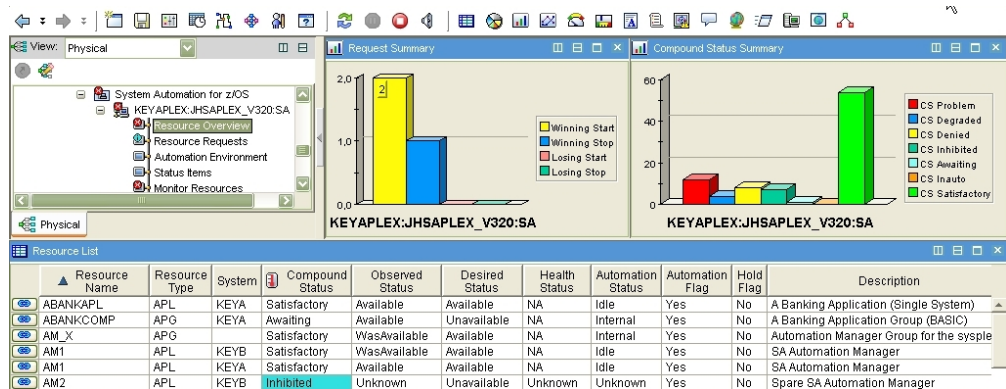 View: Physical
System Automation for z/OS
KEYAPLEX:JHSAPLEX_V320:SA
Resource Overview
Resource Requests
Automation Environment
Status Items
Monitor Resources
Physical
Request Summary
2,0
1,0
0,0
2
Winning Start
Winning Stop
Losing Start
Losing Stop
KEYAPLEX:JHSAPLEX_V320:SA
Compound Status Summary
60
40
20
0
CS Problem
CS Degraded
CS Denied
CS Inhibited
CS Awaiting
CS Inauto
CS Satisfactory
KEYAPLEX:JHSAPLEX_V320:SA
Resource List
Resource Name Resource Type System Compound Status Observed Status Desired Status Health Status Automation Status Automation Flag Hold Flag Description
ABANKAPL APL KEYA Satisfactory Available Available NA Idle Yes No A Banking Application (Single System)
ABANKCOMP APG KEYA Awaiting Available Unavailable NA Internal Yes No A Banking Application Group (BASIC)
AM_X APG Satisfactory WasAvailable Available NA Internal Yes No Automation Manager Group for the sysple
AM1 APL KEYB Satisfactory WasAvailable Available NA Idle Yes No SA Automation Manager
AM1 APL KEYA Satisfactory Available Available NA Idle Yes No SA Automation Manager
AM2 APL KEYB Inhibited Unknown Unavailable Unknown Unknown Yes No Spare SA Automation Manager